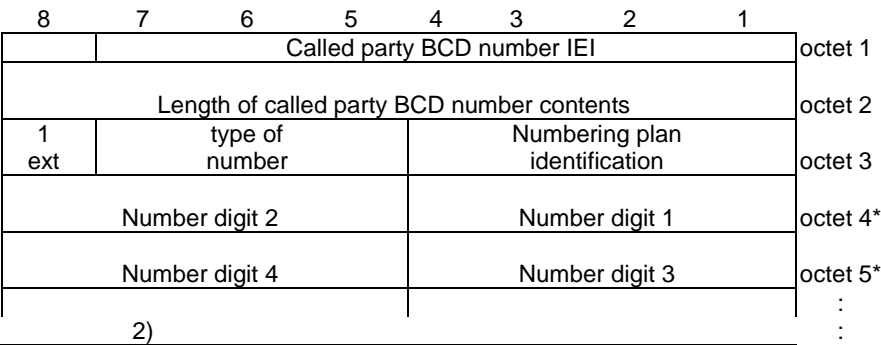 8 7 6 5 4 3 2 1
Called party BCD number IEI octet 1
Length of called party BCD number contents octet 2
1 type of Numbering plan
ext number identification octet 3
Number digit 2 Number digit 1 octet 4*
Number digit 4 Number digit 3 octet 5*
:
2) :